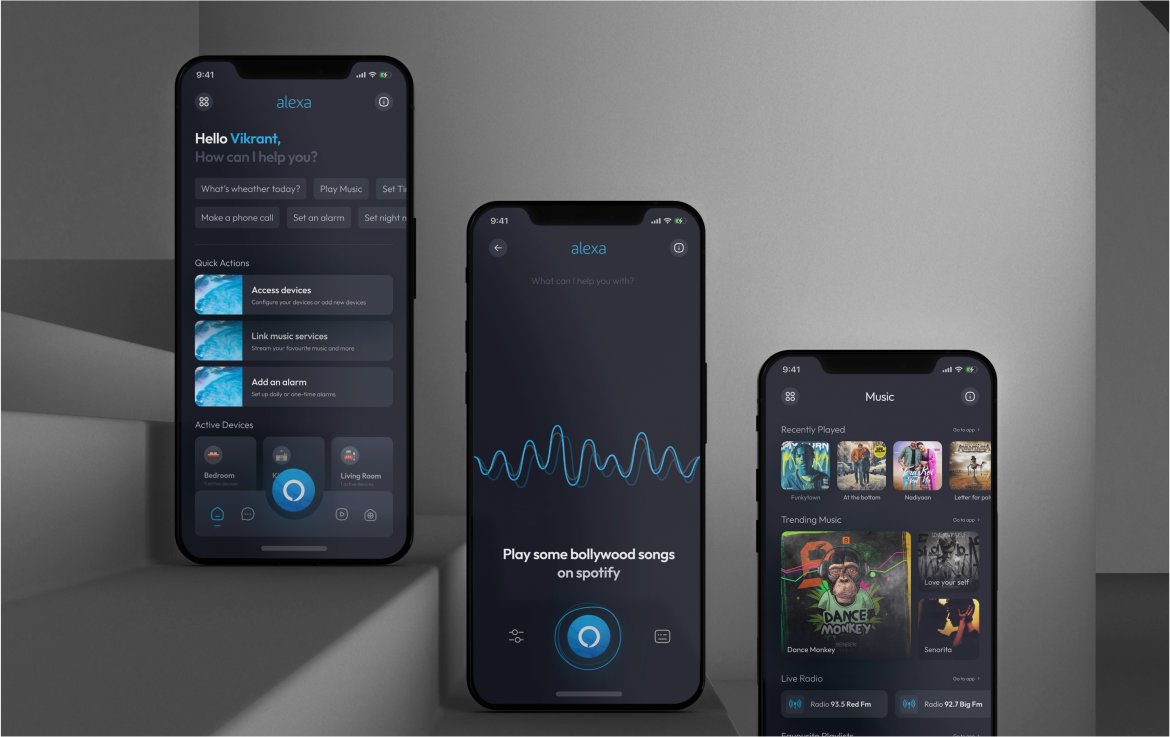 9:41
alexa
Hello Vikrant,
How can I help you?
What's wheather today?
Play Music
Set Ti
Make a phone call
Set an alarm
Set night m
Quick Actions
Access devices
Configure your devices or add new devices
Link music services
Stream your favourite music and more
Add an alarm
Set up daily or one-time alarms
Active Devices
Bedroom
Ki
Living Room
9:41
alexa
What can I help you with?
Play some bollywood songs
on spotify
9:41
Music
Recently Played
Go to app
Funkytown
At the bottom
Nadiyaan
Letter for pol
Trending Music
Go to app
DANCE
MONKEY
Dance Monkey
Love your self
Senorita
Live Radio
Go to app
Radio 93.5 Red Fm
Radio 92.7 Big Fm
Favourite Playlists